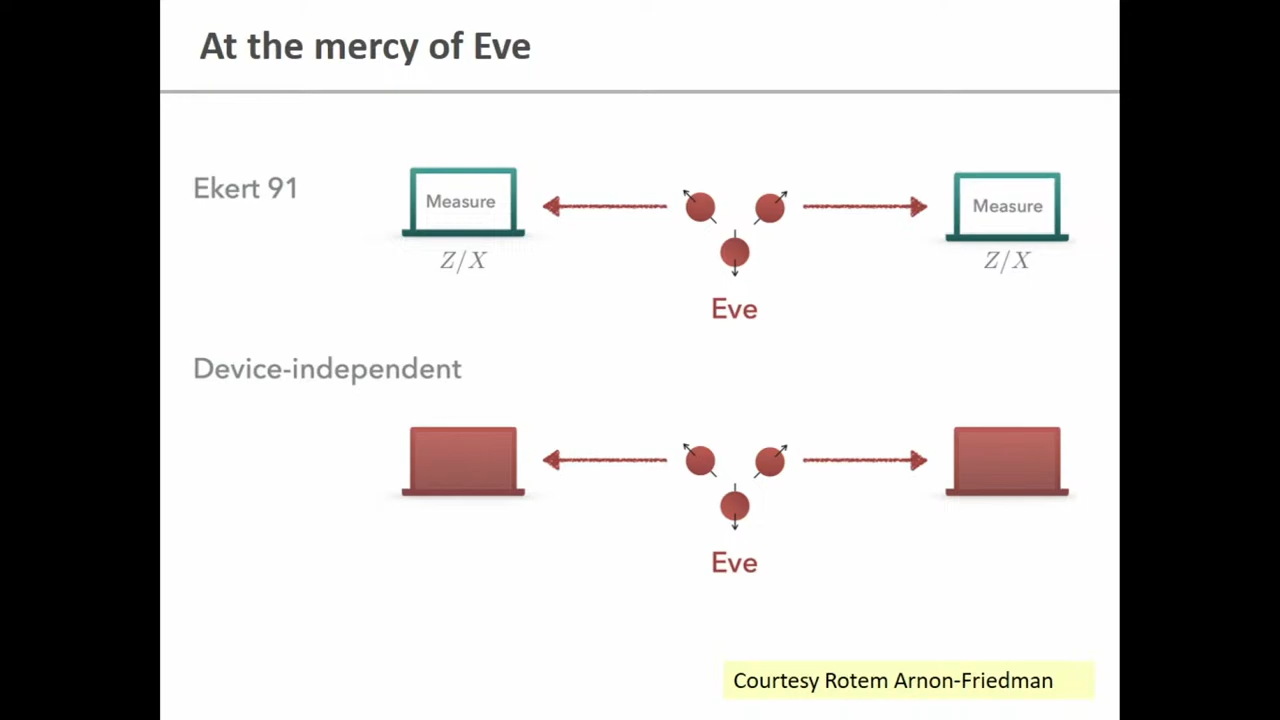 At the mercy of Eve
Ekert 91
Measure
Measure
Z/X
Z/X
Eve
Device-independent
Eve
Courtesy Rotem Arnon-Friedman